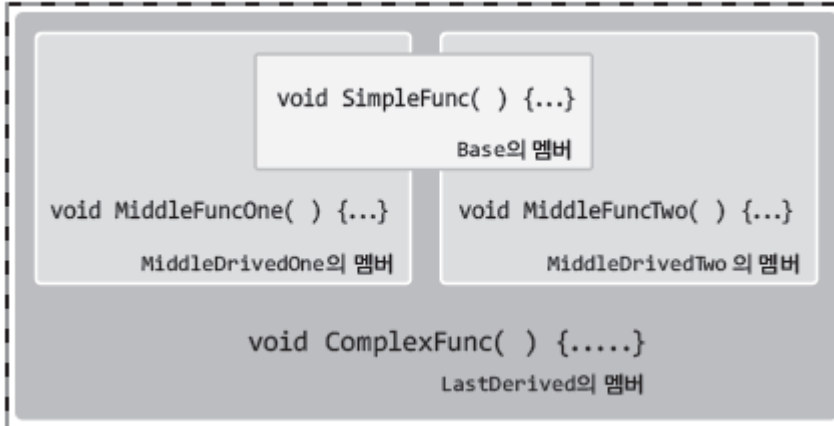 void SimpleFunc( ) {...}
Base의 멤버
void MiddleFuncOne( ) {...}
MiddleDrivedOne의 멤버
void MiddleFuncTwo( ) {...}
MiddleDrivedTwo 의 멤버
void ComplexFunc( ) {.....}
LastDerived의 멤버